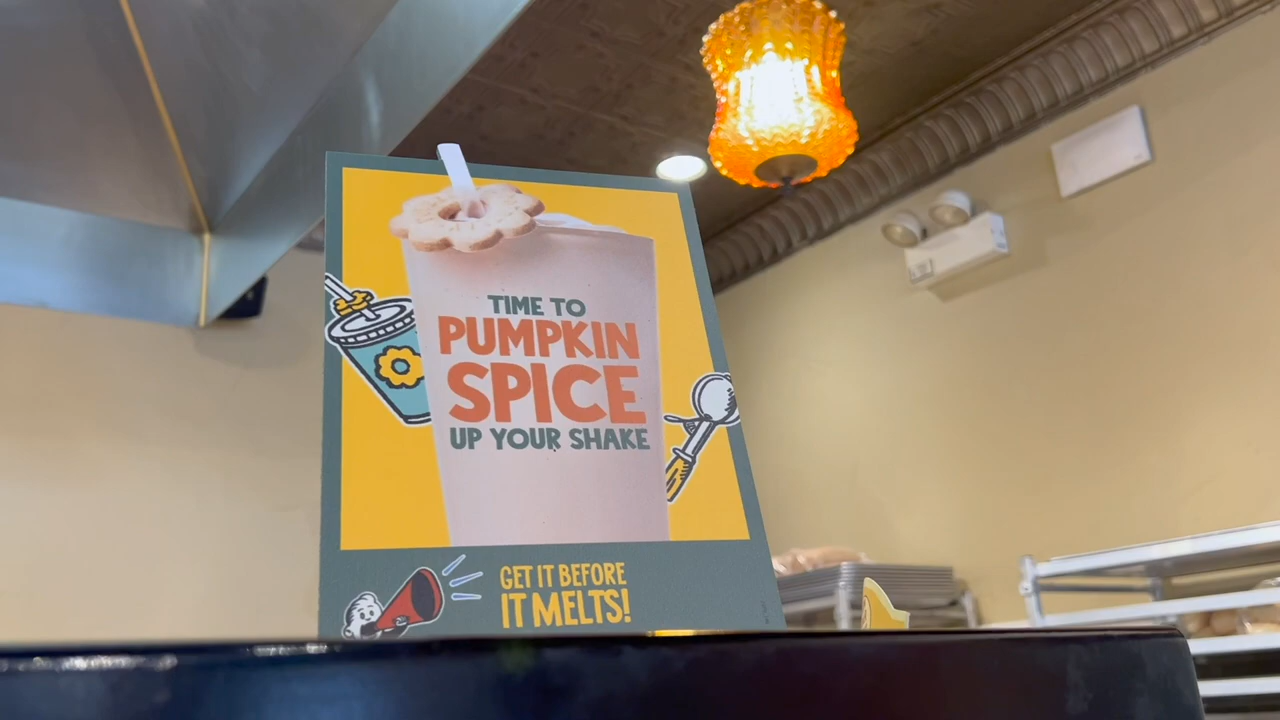 TIME TO
PUMPKIN
SPICE
UP YOUR SHAKE
GET IT BEFORE
IT MELTS!